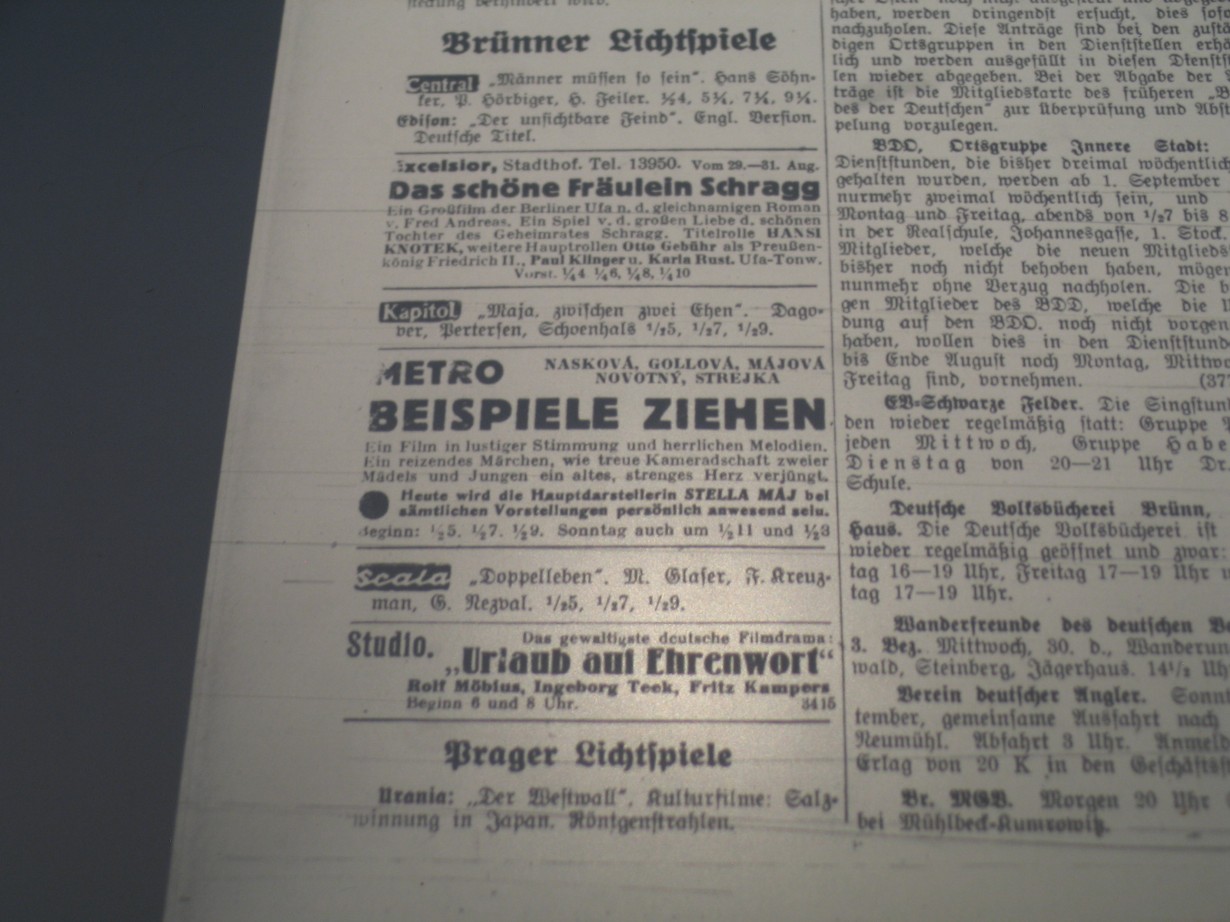 Brünner Lichtspiele
Central „Männer müssen so sein". Hans Söhn-
ker, P. Hörbiger, H. Feiler. ¼4, 5¼, 7¼, 9¼.
Edison: „Der unsichtbare Feind". Engl. Version.
Deutsche Titel.
Excelsior, Stadthof. Tel. 13950. Vom 29.—31. Aug.
Das schöne Fräulein Schragg
Ein Großfilm der Berliner Ufa n. d. gleichnamigen Roman
v. Fred Andreas. Ein Spiel v. d. großen Liebe d. schönen
Tochter des Geheimrates Schragg. Titelrolle HANSI
KNOTEK, weitere Hauptrollen Otto Gebühr als Preußen-
könig Friedrich II., Paul Klinger u. Karin Rust. Ufa-Tonw.
Vorst. ¼4 ¼6, ¼8, ¼10
Kapitol „Maja, zwischen zwei Ehen". Dago-
ver, Pertersen, Schoenhals ½5, ½7, ½9.
METRO NASKOVÁ, GOLLOVÁ, MÁJOVÁ
NOVOTNÝ, STREJKA
BEISPIELE ZIEHEN
Ein Film in lustiger Stimmung und herrlichen Melodien.
Ein reizendes Märchen, wie treue Kameradschaft zweier
Mädels und Jungen ein altes, strenges Herz verjüngt.
Heute wird die Hauptdarstellerin STELLA MÁJ bei
sämtlichen Vorstellungen persönlich anwesend sein.
Beginn: ½5, ½7, ½9. Sonntag auch um ½11 und ½3
Scala „Doppelleben". M. Glaser, F. Kreuz-
man, G. Nezval. ½5, ½7, ½9.
Studio. Das gewaltigste deutsche Filmdrama:
„Urlaub auf Ehrenwort"
Rolf Möbius, Ingeborg Teek, Fritz Kampers
Beginn 6 und 8 Uhr. 3415
Prager Lichtspiele
Urania: „Der Westwall", Kulturfilme: Salz-
winnung in Japan. Röntgenstrahlen.
haben, werden dringendst ersucht, dies
nachzuholen. Diese Anträge sind bei den
digen Ortsgruppen in den Dienststellen
lich und werden ausgefüllt in diesen
len wieder abgegeben. Bei der Abgabe der
träge ist die Mitgliedskarte des früheren
des der Deutschen" zur Überprüfung und
pelung vorzulegen.
BDO, Ortsgruppe Innere Stadt:
Dienststunden, die bisher dreimal wöchentlich
gehalten wurden, werden ab 1. September
nurmehr zweimal wöchentlich sein, und
Montag und Freitag, abends von ½7 bis 8
in der Realschule, Johannesgasse, 1. Stock.
Mitglieder, welche die neuen
bisher noch nicht behoben haben,
nunmehr ohne Verzug nachholen. Die
gen Mitglieder des BDD, welche die
dung auf den BDO. noch nicht
haben, wollen dies in den
bis Ende August noch Montag,
Freitag sind, vornehmen.
EV-Schwarze Felder. Die
den wieder regelmäßig statt: Gruppe
jeden Mittwoch, Gruppe
Dienstag von 20—21 Uhr
Schule.
Deutsche Volksbücherei Brünn,
Haus. Die Deutsche Volksbücherei ist
wieder regelmäßig geöffnet und zwar:
tag 16—19 Uhr, Freitag 17—19 Uhr
tag 17—19 Uhr.
Wanderfreunde des deutschen
3. Bez. Mittwoch, 30. d.,
wald, Steinberg, Jägerhaus. 14½
Verein deutscher Angler.
tember, gemeinsame Ausfahrt nach
Neumühl. Abfahrt 3 Uhr.
Erlag von 20 K in den
Br. MGV. Morgen 20 Uhr
bei Mühlbeck-Kumrowitz.